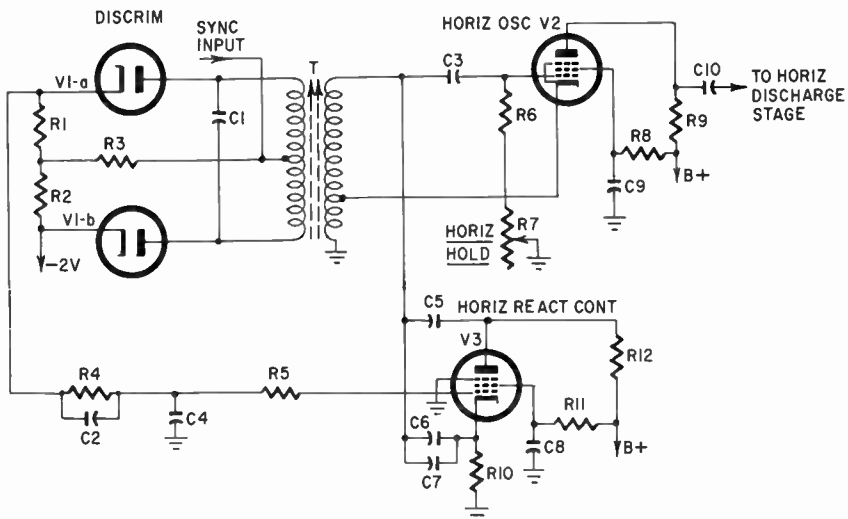 DISCRIM
SYNC
INPUT
HORIZ OSC V2
V1-a
T
C3
C10
TO HORIZ
DISCHARGE
STAGE
R1
C1
R6
R9
R3
R8
R2
C9
B+
V1-b
R7
HORIZ
HOLD
-2V
C5
HORIZ REACT CONT
V3
R12
R4
R5
R11
C2
C4
C6
C8
B+
C7
R10